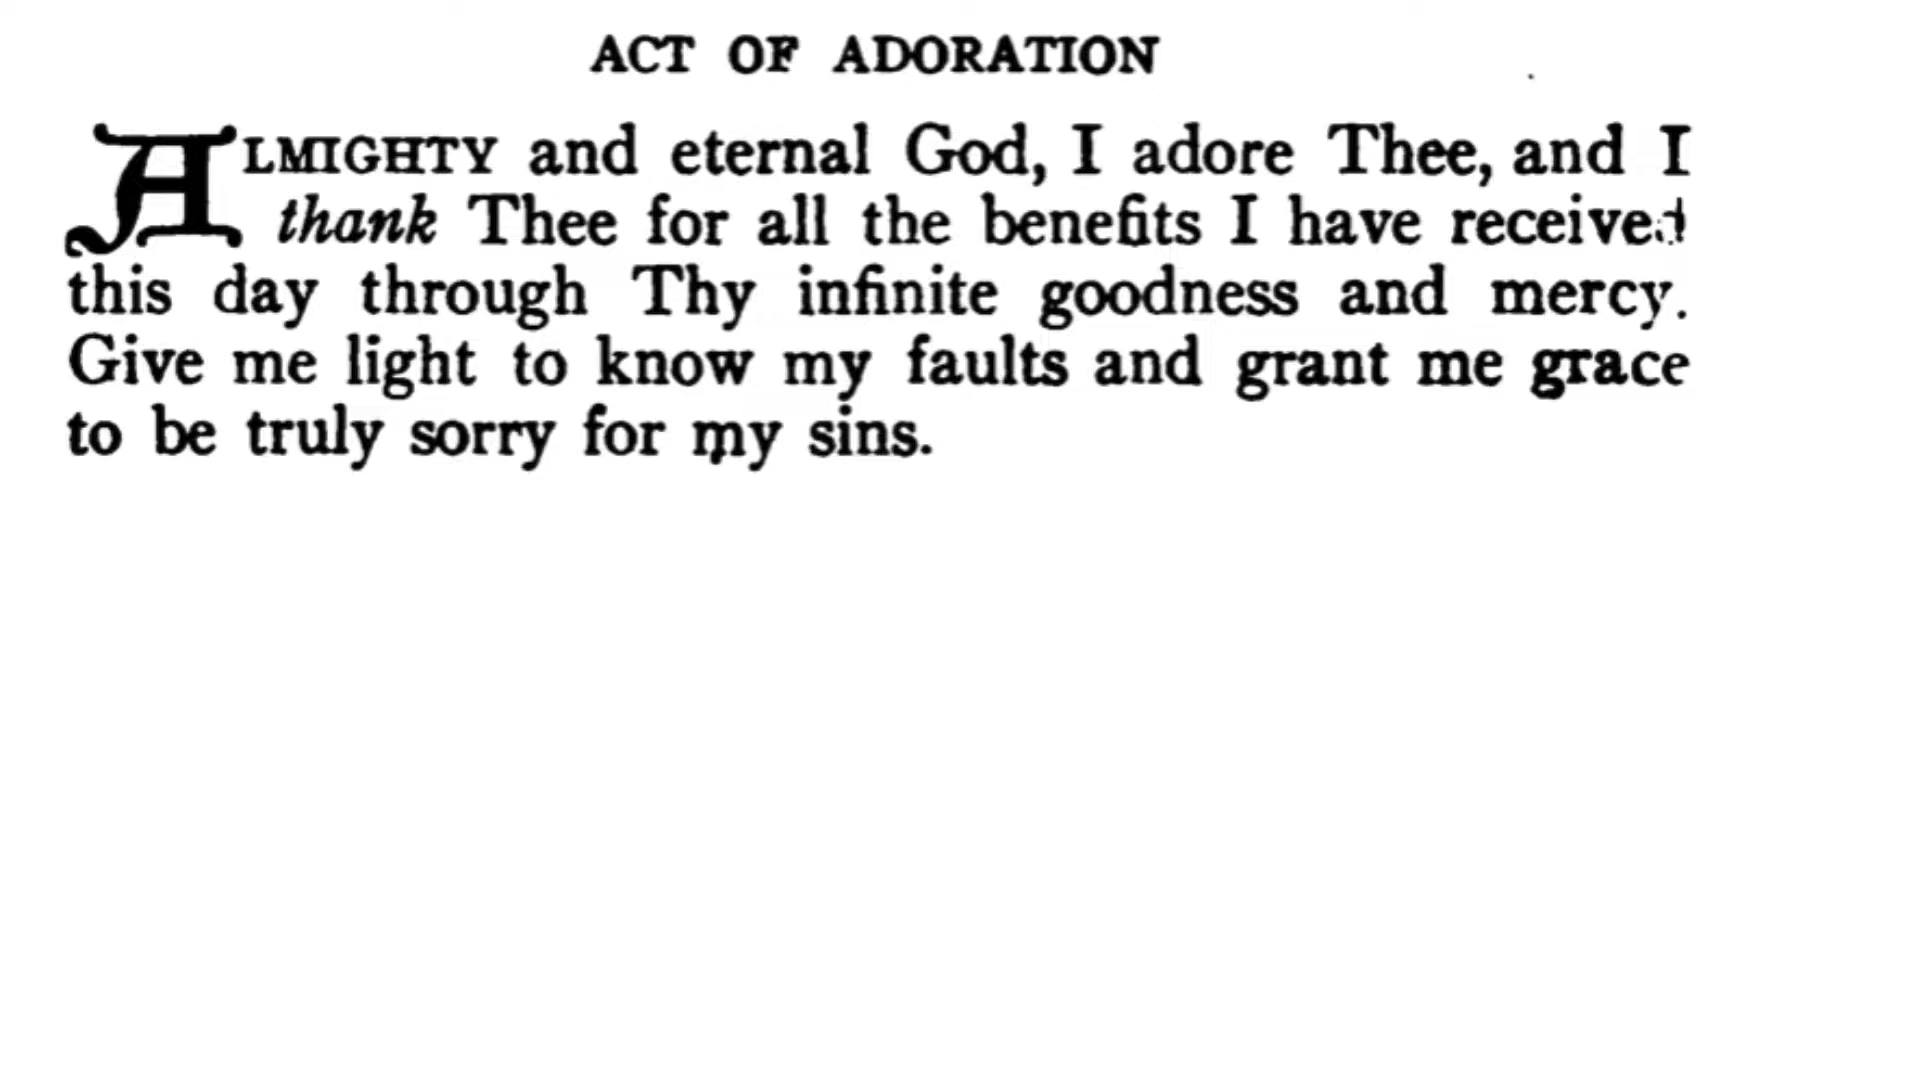 ACT OF ADORATION
ALMIGHTY and eternal God, I adore Thee, and I
thank Thee for all the benefits I have received
this day through Thy infinite goodness and mercy.
Give me light to know my faults and grant me grace
to be truly sorry for my sins.